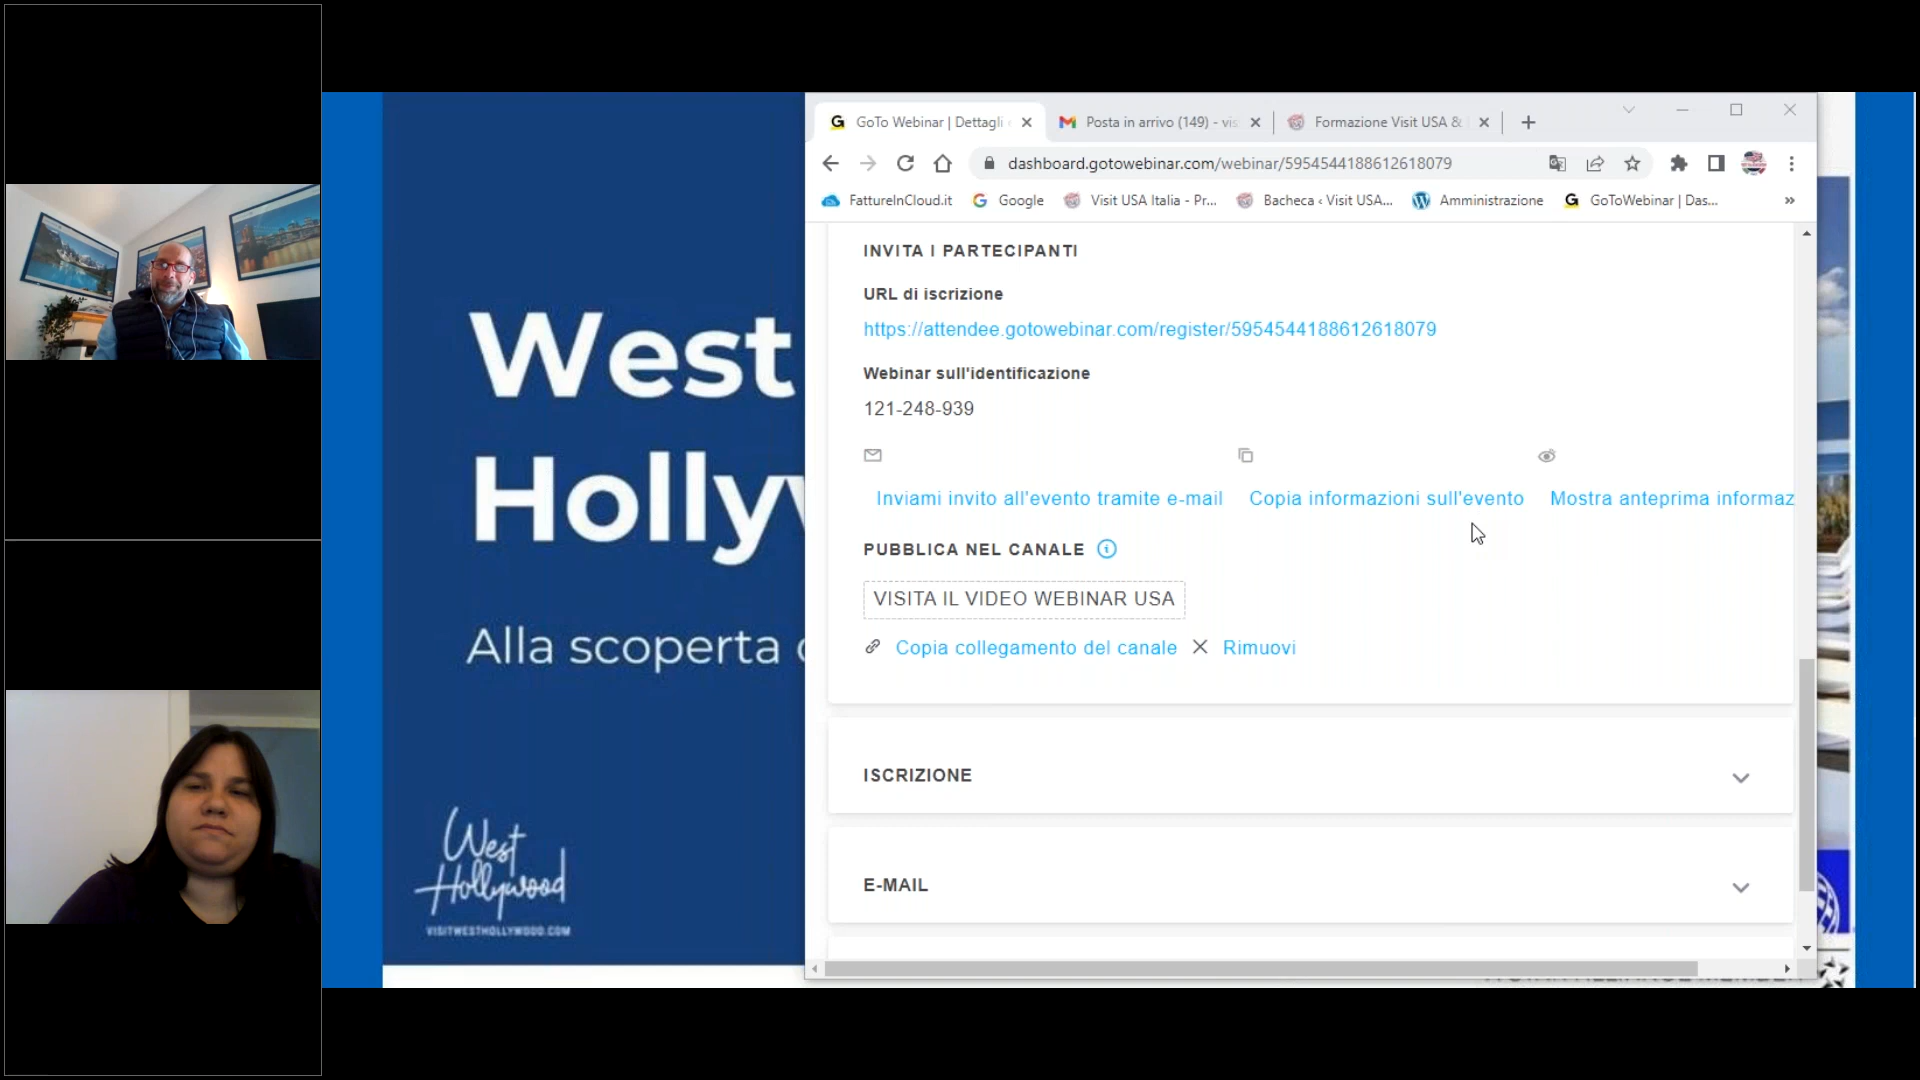 West
Holly
Alla scoperta
West
Hollywood
VISITWESTHOLLYWOOD.COM
GoTo Webinar | Dettagli
Posta in arrivo (149) - vis
Formazione Visit USA &
dashboard.gotowebinar.com/webinar/5954544188612618079
FattureInCloud.it
Google
Visit USA Italia - Pr...
Bacheca ‹ Visit USA...
Amministrazione
GoToWebinar | Das...
»
INVITA I PARTECIPANTI
URL di iscrizione
https://attendee.gotowebinar.com/register/5954544188612618079
Webinar sull'identificazione
121-248-939
Inviami invito all'evento tramite e-mail
Copia informazioni sull'evento
Mostra anteprima informaz
PUBBLICA NEL CANALE
VISITA IL VIDEO WEBINAR USA
Copia collegamento del canale
Rimuovi
ISCRIZIONE
E-MAIL